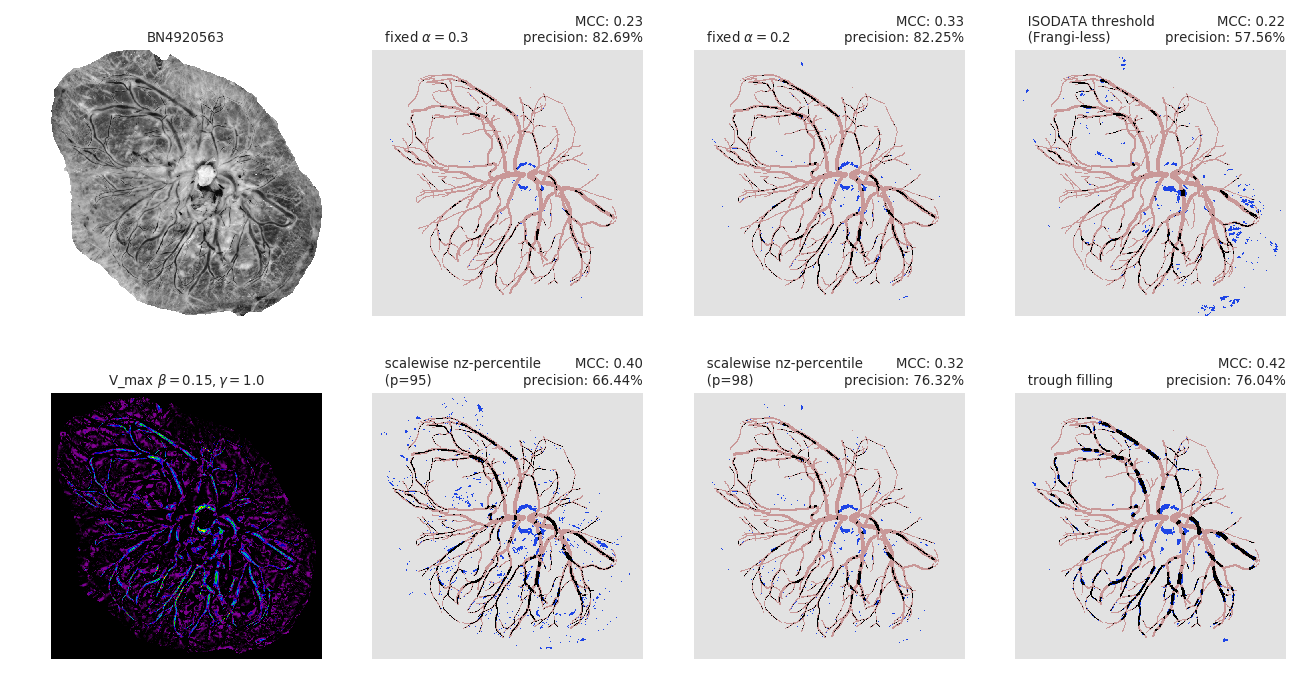 BN4920563
fixed α = 0.3
MCC: 0.23
precision: 82.69%
fixed α = 0.2
MCC: 0.33
precision: 82.25%
ISODATA threshold
(Frangi-less)
MCC: 0.22
precision: 57.56%
V_max β = 0.15, γ = 1.0
scalewise nz-percentile
(p=95)
MCC: 0.40
precision: 66.44%
scalewise nz-percentile
(p=98)
MCC: 0.32
precision: 76.32%
trough filling
MCC: 0.42
precision: 76.04%